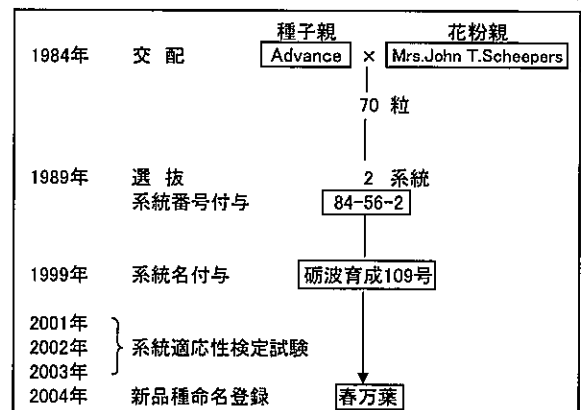 種子親 花粉親
1984年 交 配 Advance × Mrs.John T.Scheepers
70 粒
1989年 選 抜 2 系統
系統番号付与 84-56-2
1999年 系統名付与 砺波育成109号
2001年
2002年 系統適応性検定試験
2003年
2004年 新品種命名登録 春万葉